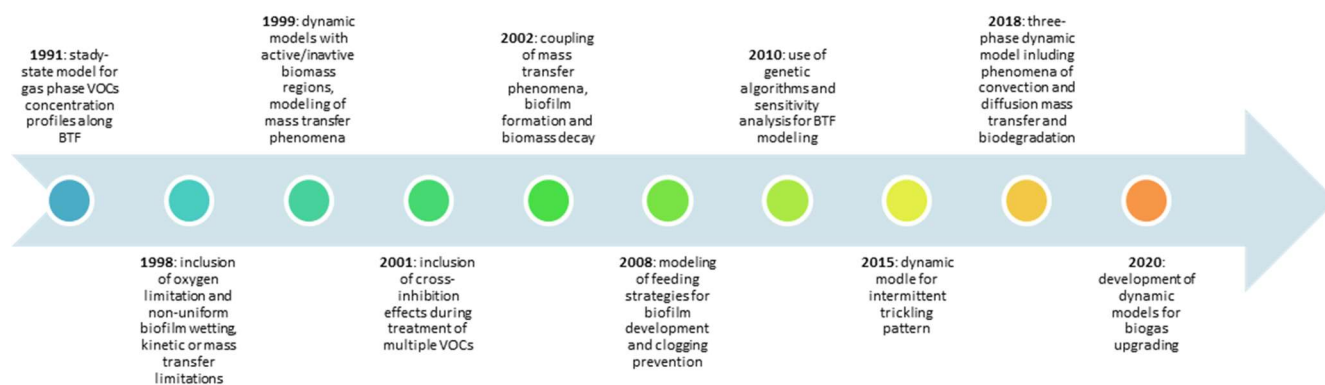 1991: stady-
state model for
gas phase VOCs
concentration
profiles along
BTF
1998: inclusion
of oxygen
limitation and
non-uniform
biofilm wetting,
kinetic or mass
transfer
limitations
1999: dynamic
models with
active/inavtive
biomass
regions,
modeling of
mass transfer
phenomena
2001: inclusion
of cross-
inhibition
effects during
treatment of
multiple VOCs
2002: coupling
of mass
transfer
phenomena,
biofilm
formation and
biomass decay
2008: modeling
of feeding
strategies for
biofilm
development
and clogging
prevention
2010: use of
genetic
algorithms and
sensitivity
analysis for BTF
modeling
2015: dynamic
modle for
intermittent
trickling
pattern
2018: three-
phase dynamic
model inluding
phenomena of
convection and
diffusion mass
transfer and
biodegradation
2020:
development of
dynamic
models for
biogas
upgrading